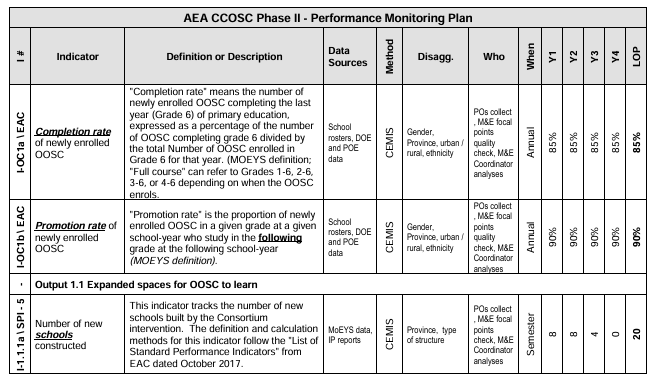 AEA CCOSC Phase II - Performance Monitoring Plan
I # Indicator Definition or Description Data Sources Method Disagg. Who When Y1 Y2 Y3 Y4 LOP
I-OC1a \ EAC
Completion rate
of newly enrolled
OOSC
"Completion rate" means the number of
newly enrolled OOSC completing the last
year (Grade 6) of primary education,
expressed as a percentage of the number
of OOSC completing grade 6 divided by
the total Number of OOSC enrolled in
Grade 6 for that year. (MOEYS definition;
"Full course" can refer to Grades 1-6, 2-6,
3-6, or 4-6 depending on when the OOSC
enrols.
School
rosters, DOE
and POE
data
CEMIS
Gender,
Province, urban /
rural, ethnicity
POs collect
, M&E focal
points
quality
check, M&E
Coordinator
analyses
Annual
85% 85% 85% 85% 85%
I-OC1b \ EAC
Promotion rate of
newly enrolled
OOSC
"Promotion rate" is the proportion of newly
enrolled OOSC in a given grade at a given
school-year who study in the following
grade at the following school-year
(MOEYS definition).
School
rosters, DOE
and POE
data
CEMIS
Gender,
Province, urban /
rural, ethnicity
POs collect
, M&E focal
points
quality
check, M&E
Coordinator
analyses
Annual
90% 90% 90% 90% 90%
- Output 1.1 Expanded spaces for OOSC to learn
I-1.1.1a \ SPI - 5
Number of new
schools
constructed
This indicator tracks the number of new
schools built by the Consortium
intervention. The definition and calculation
methods for this indicator follow the "List of
Standard Performance Indicators" from
EAC dated October 2017.
MoEYS data,
IP reports
CEMIS
Province, type
of structure
POs collect
, M&E focal
points
quality
check, M&E
Coordinator
analyses
Semester
8 8 4 0 20